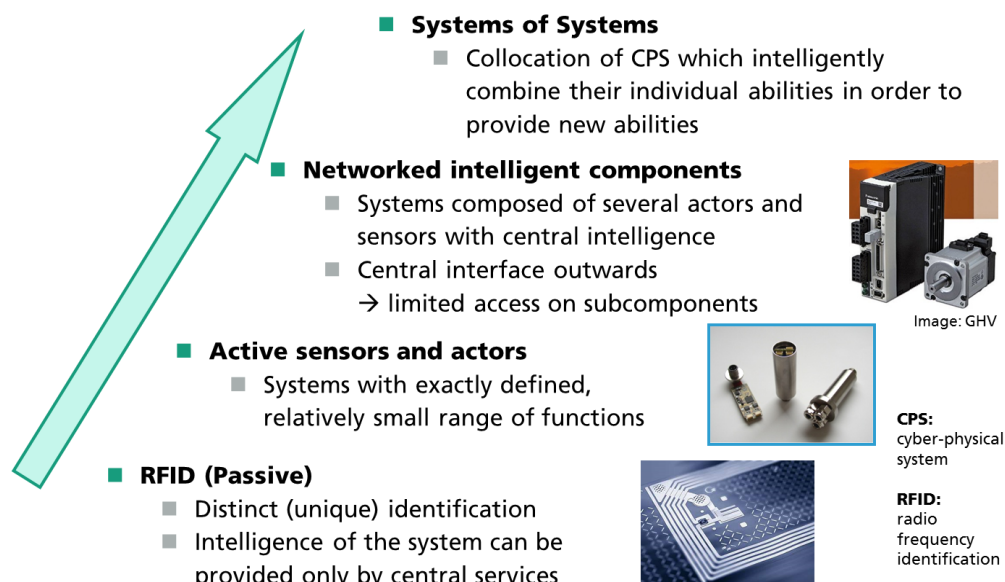 Systems of Systems
Collocation of CPS which intelligently
combine their individual abilities in order to
provide new abilities
Networked intelligent components
Systems composed of several actors and
sensors with central intelligence
Central interface outwards
→ limited access on subcomponents
Image: GHV
Active sensors and actors
Systems with exactly defined,
relatively small range of functions
CPS:
cyber-physical
system
RFID (Passive)
Distinct (unique) identification
Intelligence of the system can be
provided only by central services
RFID:
radio
frequency
identification